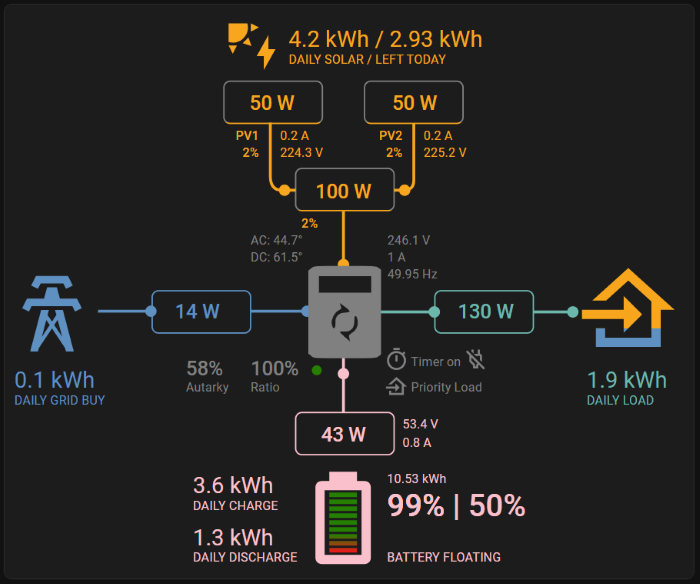 4.2 kWh / 2.93 kWh
DAILY SOLAR / LEFT TODAY
50 W
50 W
PV1 0.2 A
2% 224.3 V
PV2 0.2 A
2% 225.2 V
100 W
2%
AC: 44.7°
DC: 61.5°
246.1 V
1 A
49.95 Hz
14 W
130 W
0.1 kWh
DAILY GRID BUY
58%
Autarky
100%
Ratio
Timer on
Priority Load
1.9 kWh
DAILY LOAD
43 W
53.4 V
0.8 A
3.6 kWh
DAILY CHARGE
1.3 kWh
DAILY DISCHARGE
10.53 kWh
99% | 50%
BATTERY FLOATING